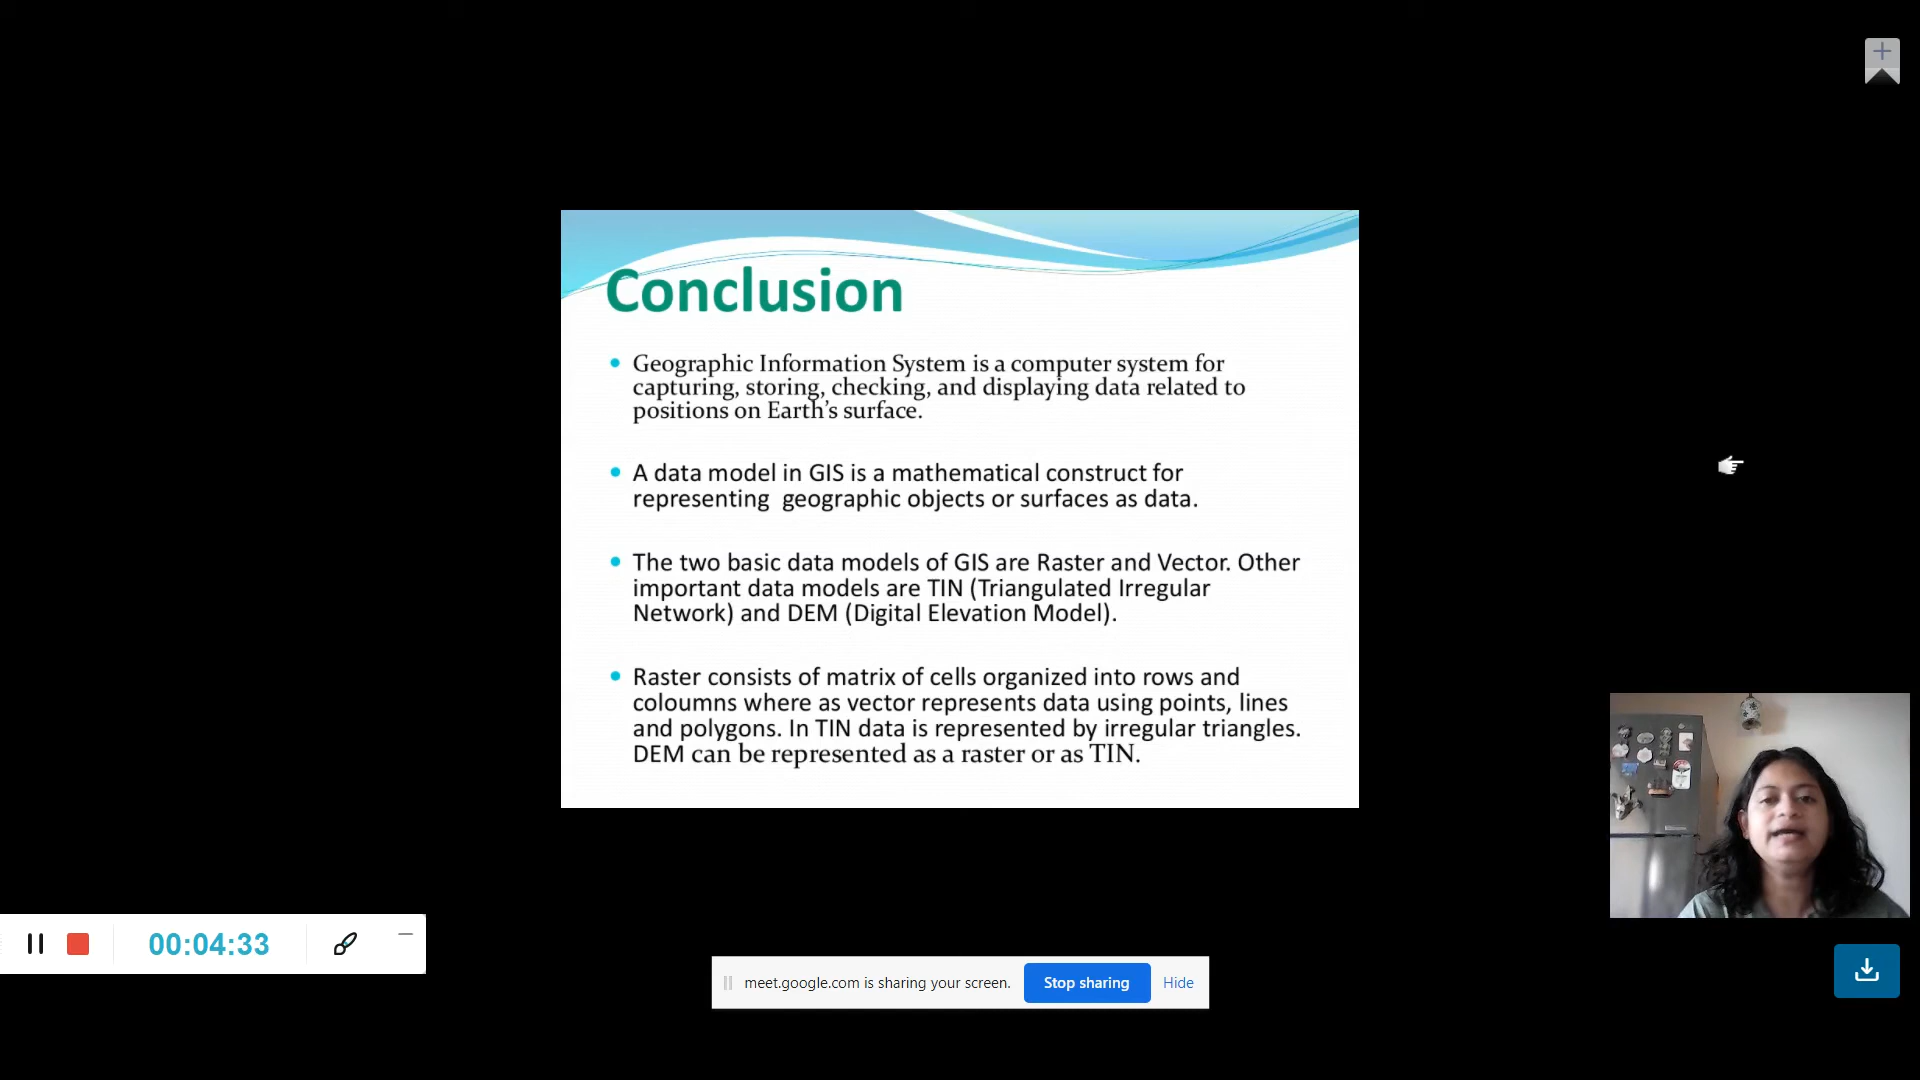 Conclusion
Geographic Information System is a computer system for
capturing, storing, checking, and displaying data related to
positions on Earth’s surface.
A data model in GIS is a mathematical construct for
representing  geographic objects or surfaces as data.
The two basic data models of GIS are Raster and Vector. Other
important data models are TIN (Triangulated Irregular
Network) and DEM (Digital Elevation Model).
Raster consists of matrix of cells organized into rows and
coloumns where as vector represents data using points, lines
and polygons. In TIN data is represented by irregular triangles.
DEM can be represented as a raster or as TIN.
00:04:33
meet.google.com is sharing your screen. Stop sharing Hide